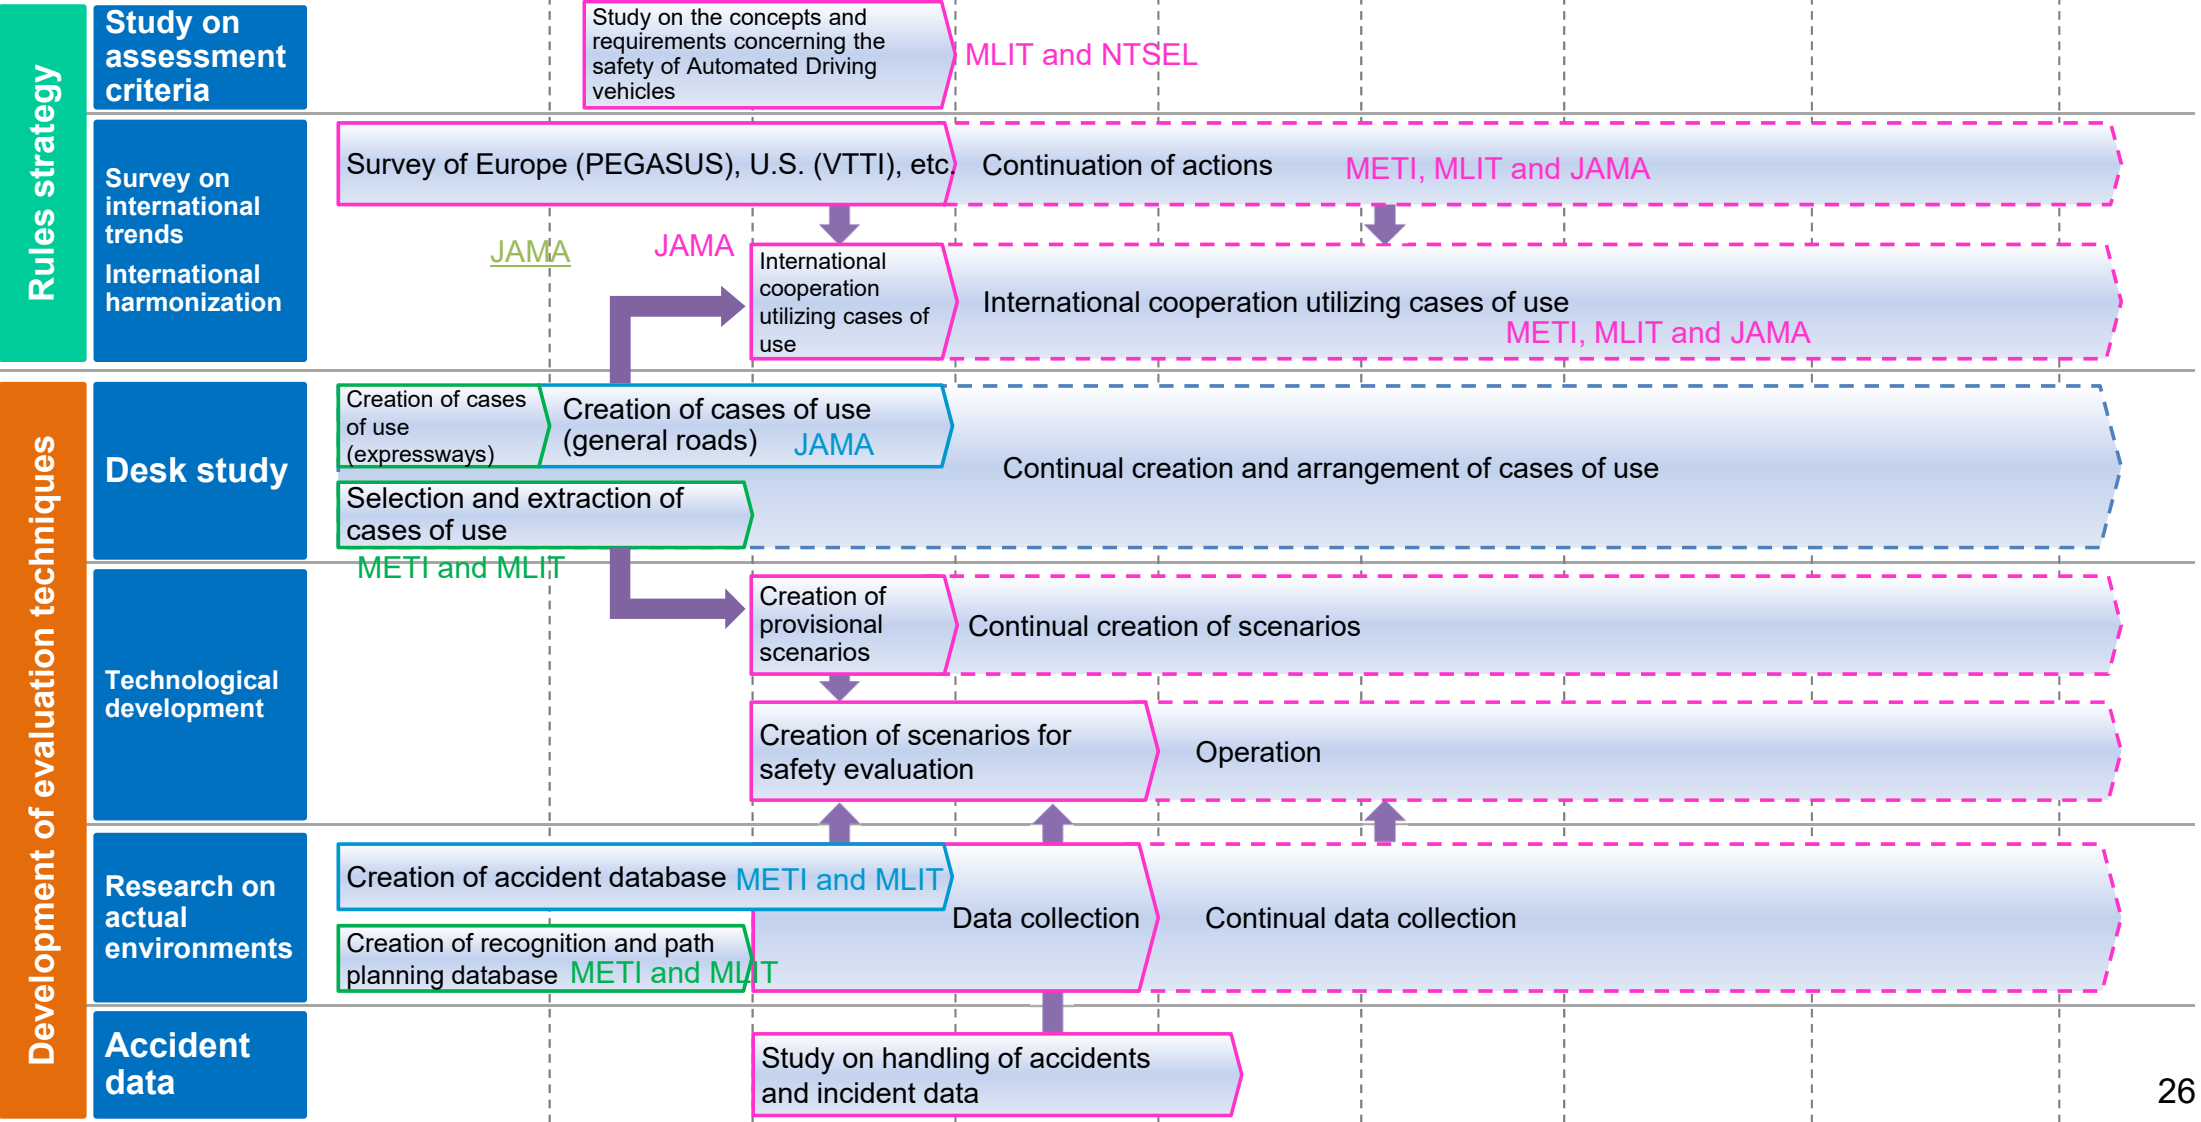 Rules strategy
Study on
assessment
criteria
Study on the concepts and
requirements concerning the
safety of Automated Driving
vehicles
MLIT and NTSEL
Survey on
international
trends
International
harmonization
Survey of Europe (PEGASUS), U.S. (VTTI), etc.
Continuation of actions
METI, MLIT and JAMA
JAMA
JAMA
International
cooperation
utilizing cases of
use
International cooperation utilizing cases of use
METI, MLIT and JAMA
Development of evaluation techniques
Desk study
Creation of cases
of use
(expressways)
Creation of cases of use
(general roads)
JAMA
Continual creation and arrangement of cases of use
Selection and extraction of
cases of use
METI and MLIT
Technological
development
Creation of
provisional
scenarios
Continual creation of scenarios
Creation of scenarios for
safety evaluation
Operation
Research on
actual
environments
Creation of accident database
METI and MLIT
Data collection
Continual data collection
Creation of recognition and path
planning database
METI and MLIT
Accident
data
Study on handling of accidents
and incident data
26